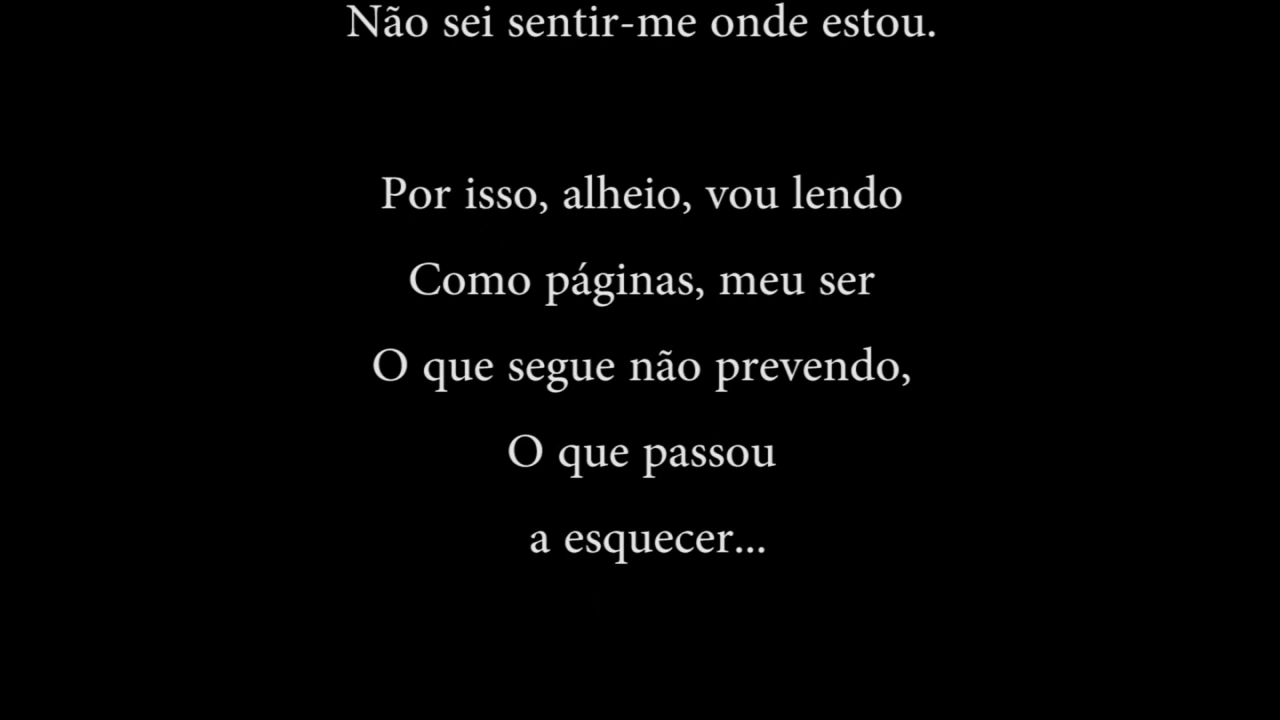 Não sei sentir-me onde estou.
Por isso, alheio, vou lendo
Como páginas, meu ser
O que segue não prevendo,
O que passou
a esquecer...